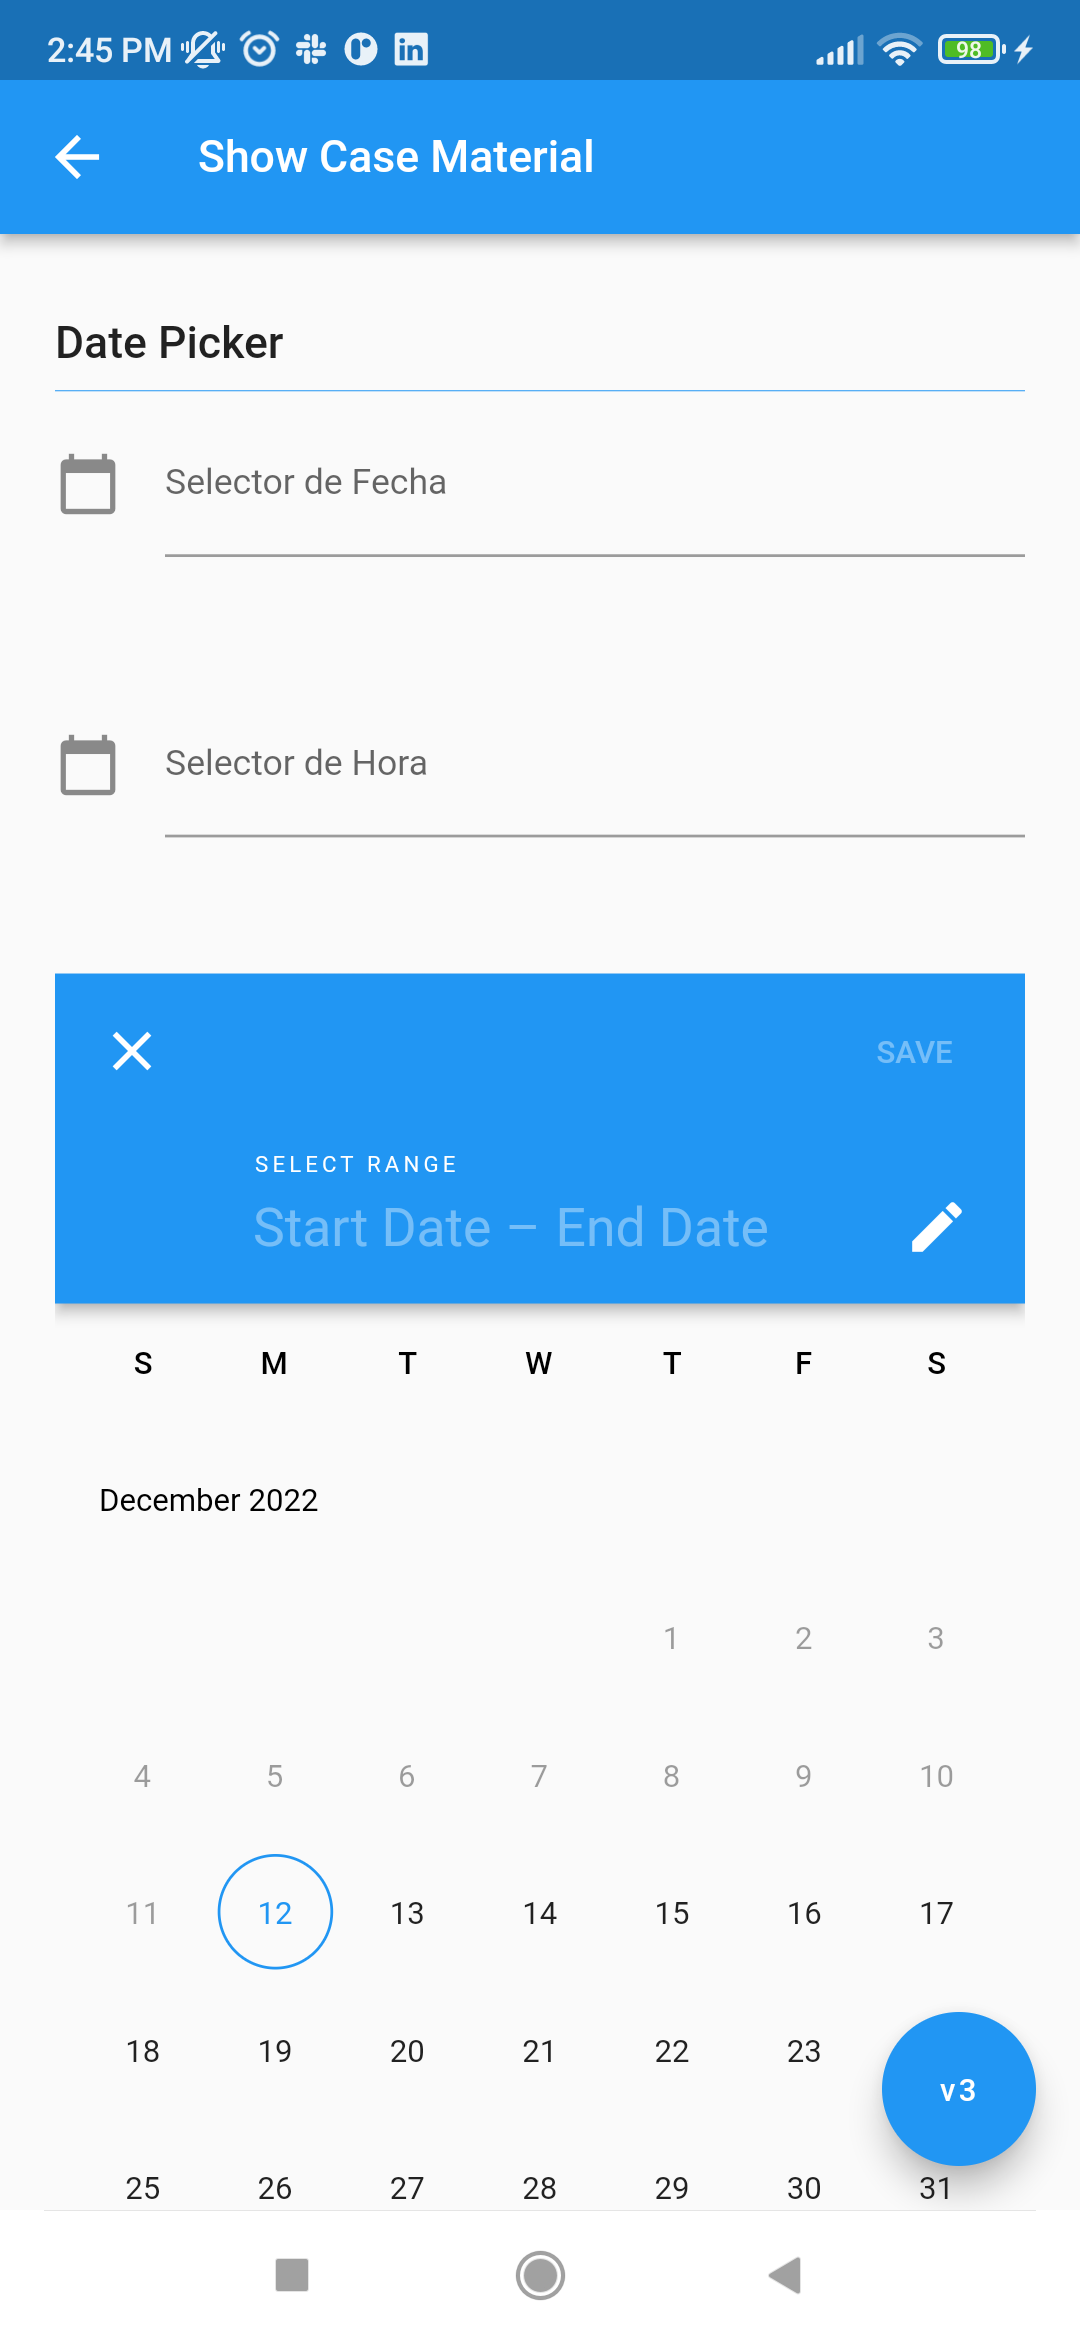 2:45 PM
98
Show Case Material
Date Picker
Selector de Fecha
Selector de Hora
SAVE
SELECT RANGE
Start Date – End Date
S M T W T F S
December 2022
1 2 3
4 5 6 7 8 9 10
11 12 13 14 15 16 17
18 19 20 21 22 23
v3
25 26 27 28 29 30 31